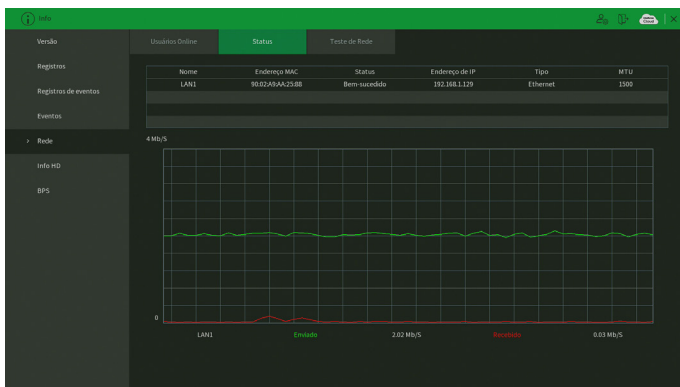 Info
Versão
Registros
Registros de eventos
Eventos
> Rede
Info HD
BPS
Usuários Online Status Teste de Rede
Nome Endereço MAC Status Endereço de IP Tipo MTU
LAN1 90:02:A9:AA:25:BB Bem-sucedido 192.168.1.129 Ethernet 1500
4 Mb/S
0
LAN1 Enviado 2.02 Mb/S Recebido 0.03 Mb/S